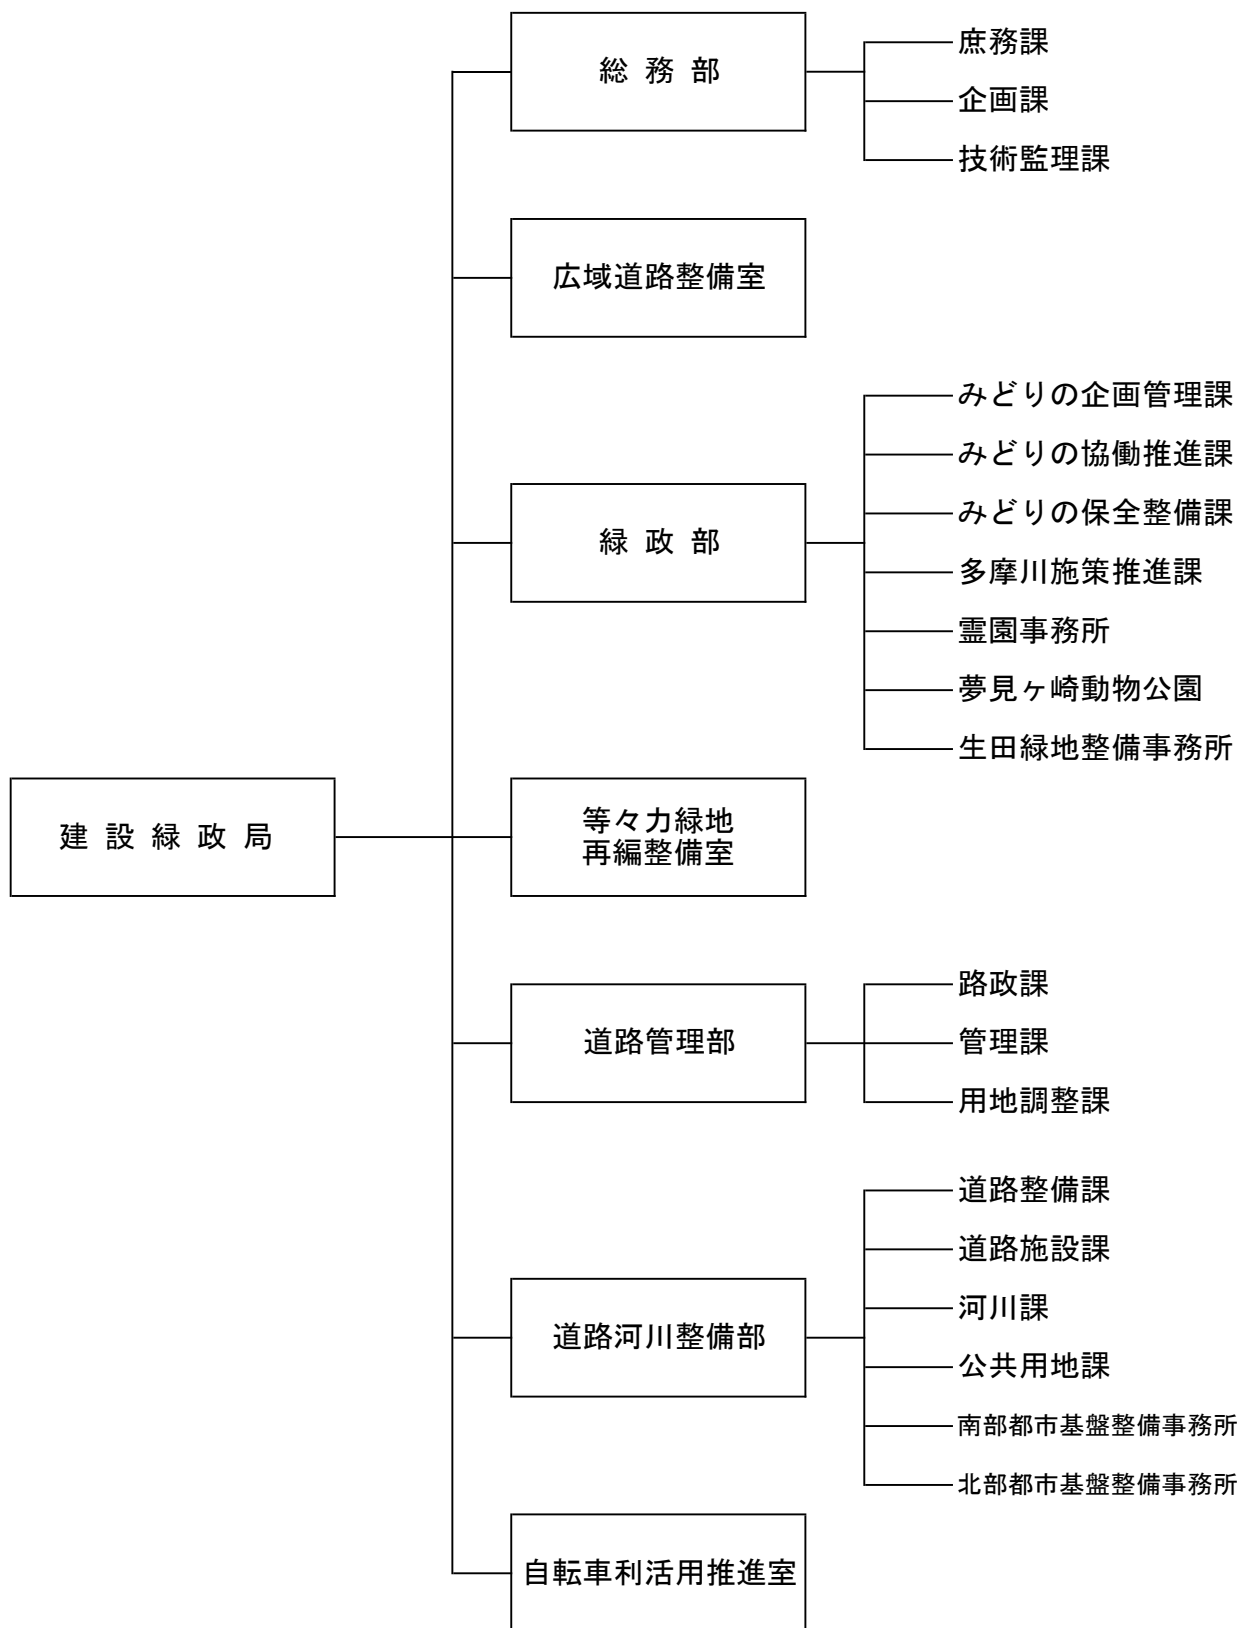 総務部
庶務課
企画課
技術監理課
広域道路整備室
緑政部
みどりの企画管理課
みどりの協働推進課
みどりの保全整備課
多摩川施策推進課
霊園事務所
夢見ヶ崎動物公園
生田緑地整備事務所
建設緑政局
等々力緑地
再編整備室
道路管理部
路政課
管理課
用地調整課
道路河川整備部
道路整備課
道路施設課
河川課
公共用地課
南部都市基盤整備事務所
北部都市基盤整備事務所
自転車利活用推進室